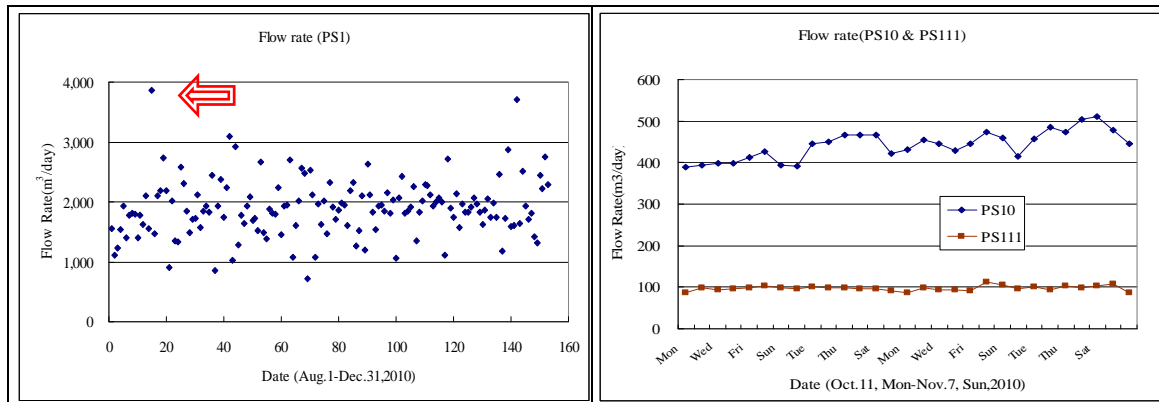 Flow rate (PS1)
4,000
3,000
2,000
1,000
0
Flow Rate(m³/day)
0 20 40 60 80 100 120 140 160
Date (Aug.1-Dec.31,2010)
Flow rate(PS10 & PS111)
600
500
400
300
200
100
0
Flow Rate(m3/day)
PS10
PS111
Mon Wed Fri Sun Tue Thu Sat Mon Wed Fri Sun Tue Thu Sat
Date (Oct.11, Mon-Nov.7, Sun,2010)